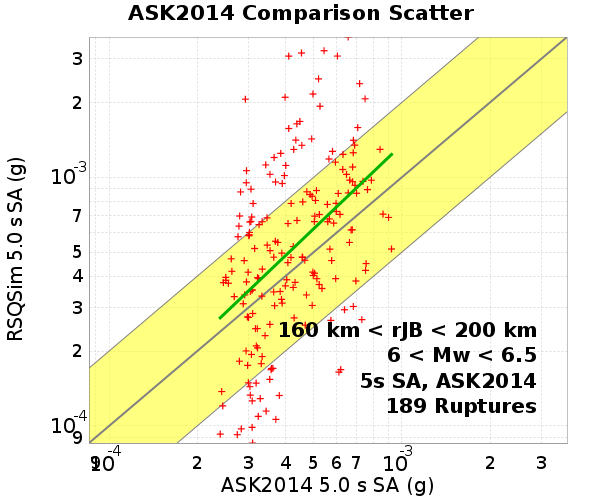 ASK2014 Comparison Scatter
RSQSim 5.0 s SA (g)
3
2
10-3
7
5
4
3
2
10-4
9
160 km < rJB < 200 km
6 < Mw < 6.5
5s SA, ASK2014
189 Ruptures
9 10-4 2 3 4 5 6 7 10-3 2 3
ASK2014 5.0 s SA (g)